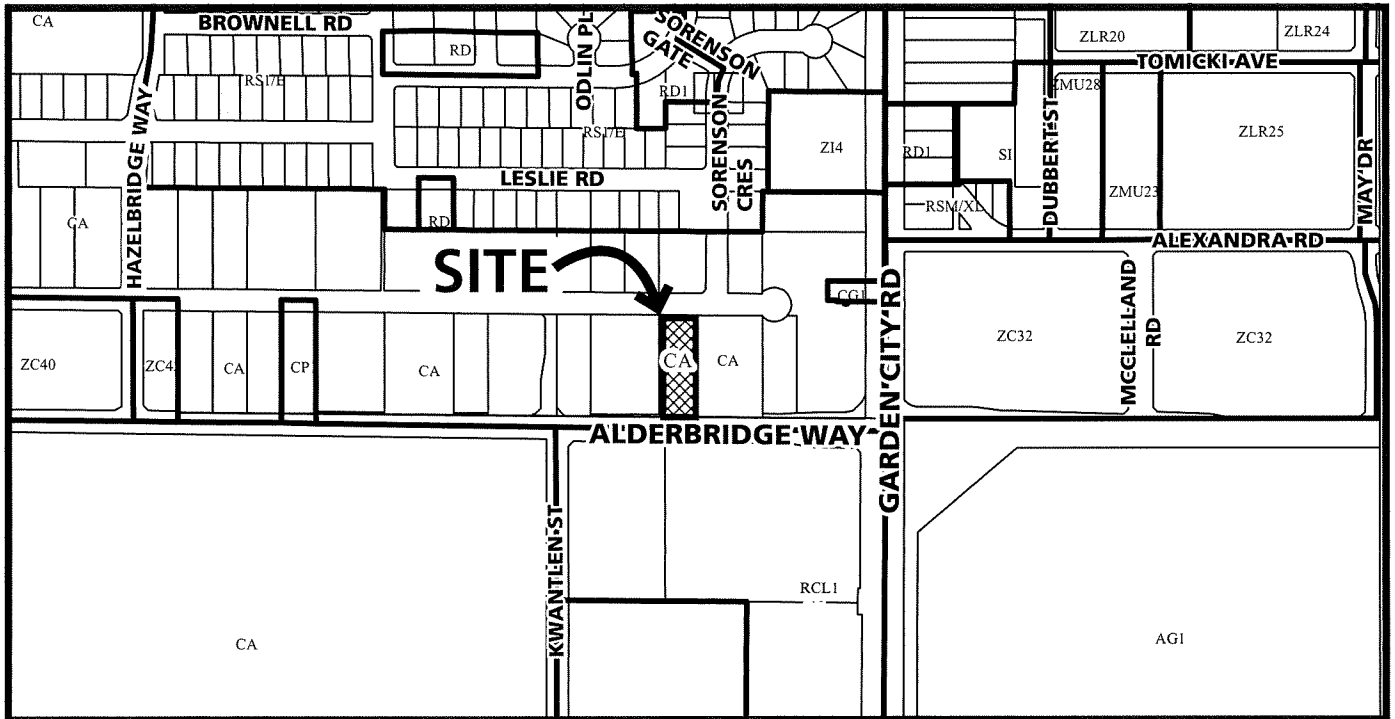 CA
BROWNELL RD
RS1/E
RD
ODLIN PL
SORENSON
GATE
SORENSON
CRES
RD1
RS1/E
ZI4
LESLIE RD
RD
HAZELBRIDGE WAY
CA
SITE
CG1
GARDEN CITY RD
ZLR20
ZLR24
TOMICKI AVE
ZMU28
DUBBERT ST
ZLR25
MAY DR
RD1
SI
ZMU23
RSM/XL
ALEXANDRA RD
ZC40
ZC4
CA
CP
CA
CA
CA
ZC32
MCCLELLAND
RD
ZC32
ALDERBRIDGE WAY
KWANTLEN ST
CA
RCL1
AG1